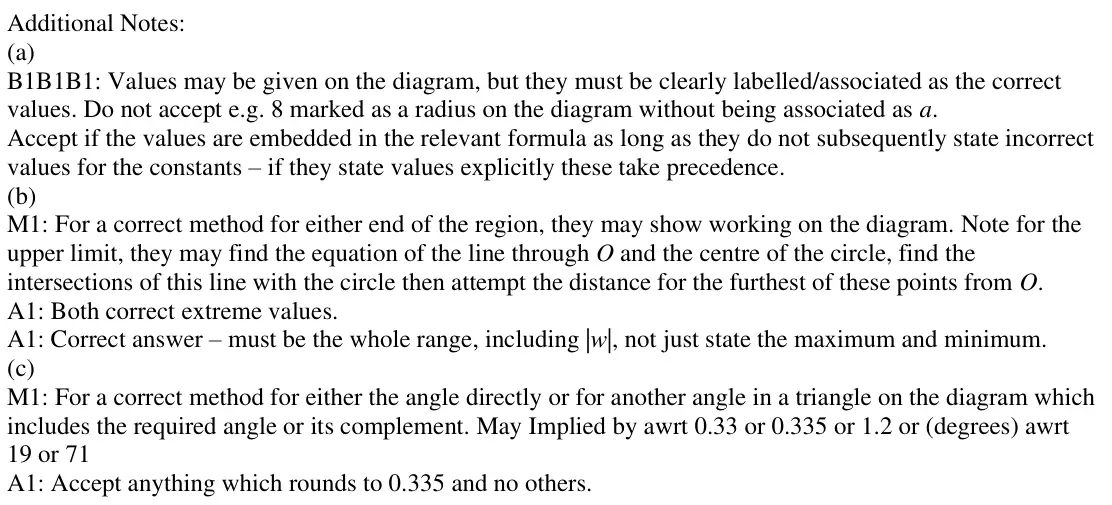 Additional Notes:
(a)
B1B1B1: Values may be given on the diagram, but they must be clearly labelled/associated as the correct
values. Do not accept e.g. 8 marked as a radius on the diagram without being associated as a.
Accept if the values are embedded in the relevant formula as long as they do not subsequently state incorrect
values for the constants – if they state values explicitly these take precedence.
(b)
M1: For a correct method for either end of the region, they may show working on the diagram. Note for the
upper limit, they may find the equation of the line through O and the centre of the circle, find the
intersections of this line with the circle then attempt the distance for the furthest of these points from O.
A1: Both correct extreme values.
A1: Correct answer – must be the whole range, including |w|, not just state the maximum and minimum.
(c)
M1: For a correct method for either the angle directly or for another angle in a triangle on the diagram which
includes the required angle or its complement. May Implied by awrt 0.33 or 0.335 or 1.2 or (degrees) awrt
19 or 71
A1: Accept anything which rounds to 0.335 and no others.